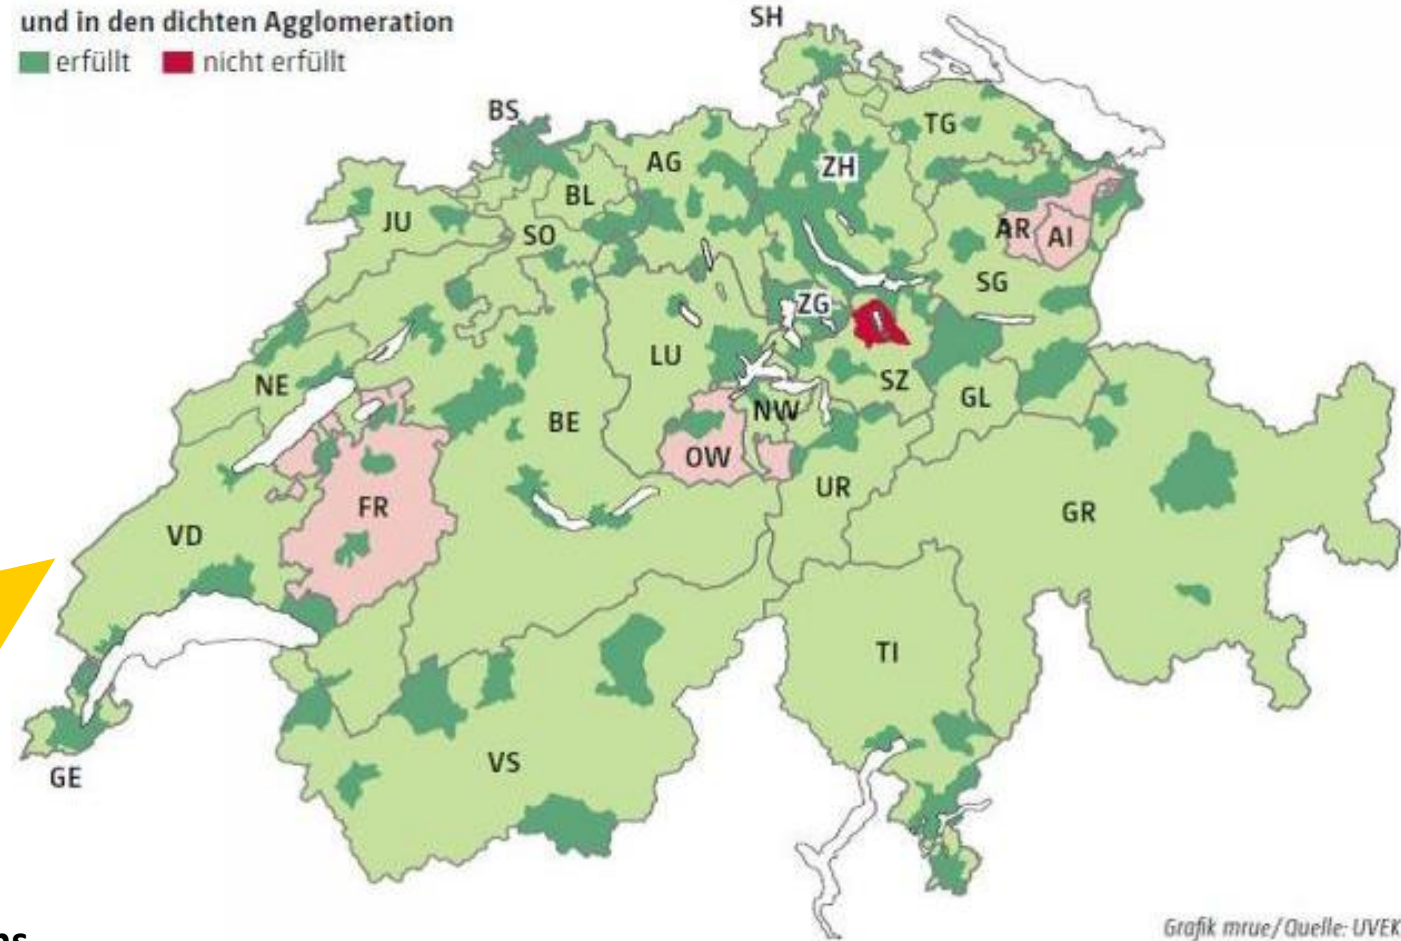 und in den dichten Agglomeration
erfüllt nicht erfüllt
SH
BS
TG
AG
ZH
BL
JU
SO
AR
AI
SG
ZG
LU
SZ
NE
GL
NW
BE
OW
UR
FR
GR
VD
TI
VS
GE
Grafik mrue/Quelle: UVEK